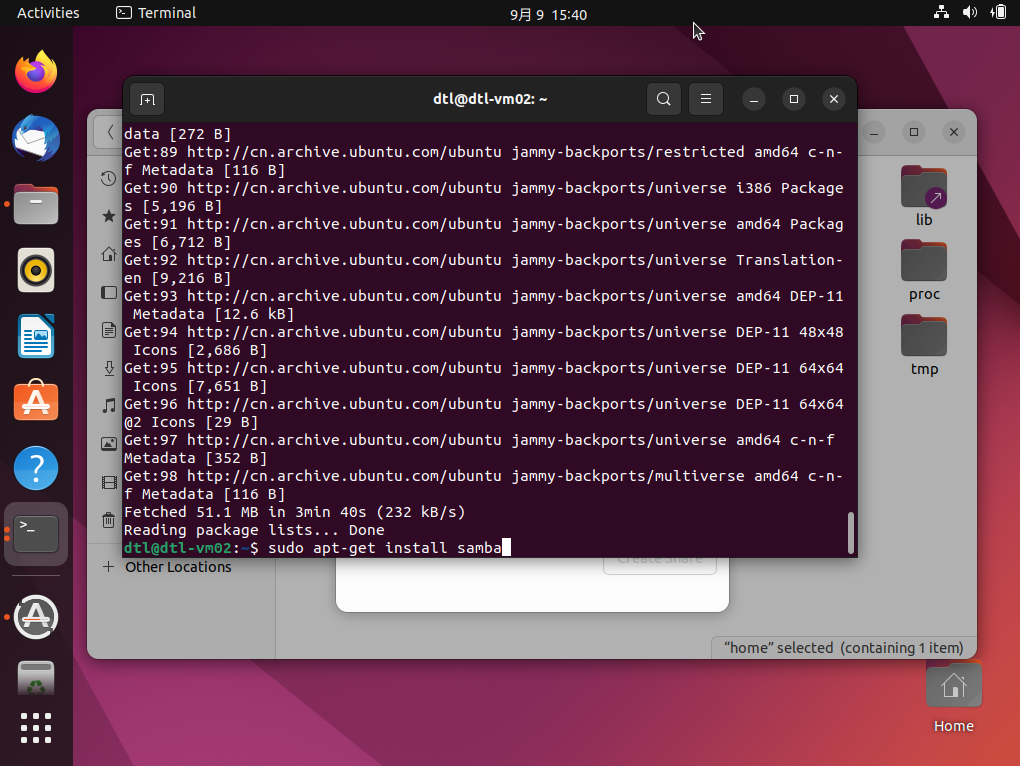 Activities
Terminal
9月 9 15:40
dtl@dtl-vm02: ~
data [272 B]
Get:89 http://cn.archive.ubuntu.com/ubuntu jammy-backports/restricted amd64 c-n-
f Metadata [116 B]
Get:90 http://cn.archive.ubuntu.com/ubuntu jammy-backports/universe i386 Package
s [5,196 B]
Get:91 http://cn.archive.ubuntu.com/ubuntu jammy-backports/universe amd64 Packag
es [6,712 B]
Get:92 http://cn.archive.ubuntu.com/ubuntu jammy-backports/universe Translation-
en [9,216 B]
Get:93 http://cn.archive.ubuntu.com/ubuntu jammy-backports/universe amd64 DEP-11
 Metadata [12.6 kB]
Get:94 http://cn.archive.ubuntu.com/ubuntu jammy-backports/universe DEP-11 48x48
 Icons [2,686 B]
Get:95 http://cn.archive.ubuntu.com/ubuntu jammy-backports/universe DEP-11 64x64
 Icons [7,651 B]
Get:96 http://cn.archive.ubuntu.com/ubuntu jammy-backports/universe DEP-11 64x64
@2 Icons [29 B]
Get:97 http://cn.archive.ubuntu.com/ubuntu jammy-backports/universe amd64 c-n-f
Metadata [352 B]
Get:98 http://cn.archive.ubuntu.com/ubuntu jammy-backports/multiverse amd64 c-n-
f Metadata [116 B]
Fetched 51.1 MB in 3min 40s (232 kB/s)
Reading package lists... Done
dtl@dtl-vm02:~$ sudo apt-get install samba
lib
proc
tmp
Create Share
Other Locations
“home” selected (containing 1 item)
Home